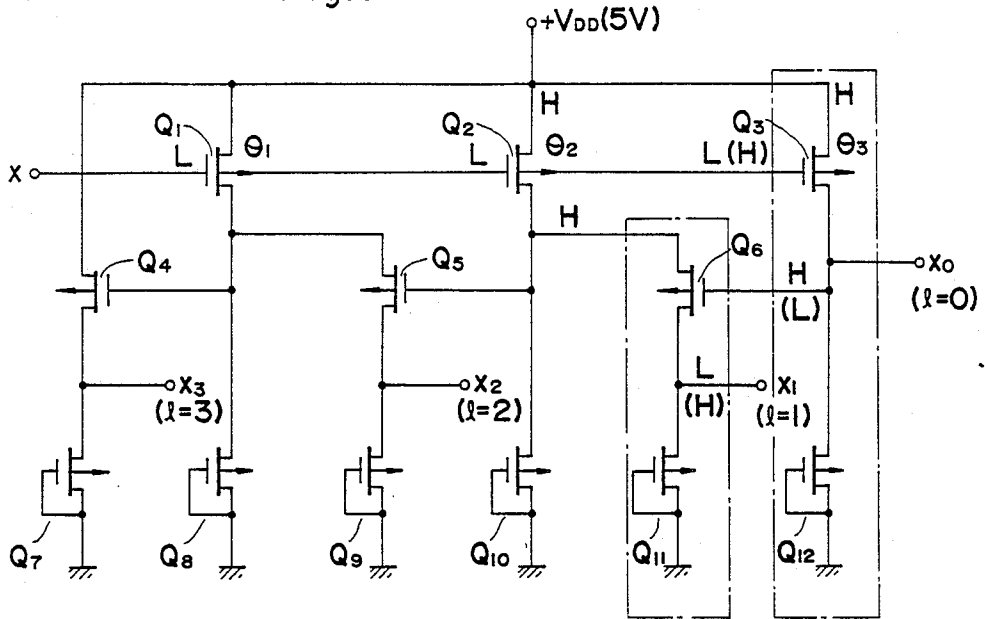 +VDD(5V)
H
H
Q1
L
θ1
Q2
L
θ2
Q3
L(H)
θ3
X
H
Q4
Q5
Q6
H
(L)
X0
(ℓ=0)
X3
(ℓ=3)
X2
(ℓ=2)
L
(H)
X1
(ℓ=1)
Q7
Q8
Q9
Q10
Q11
Q12